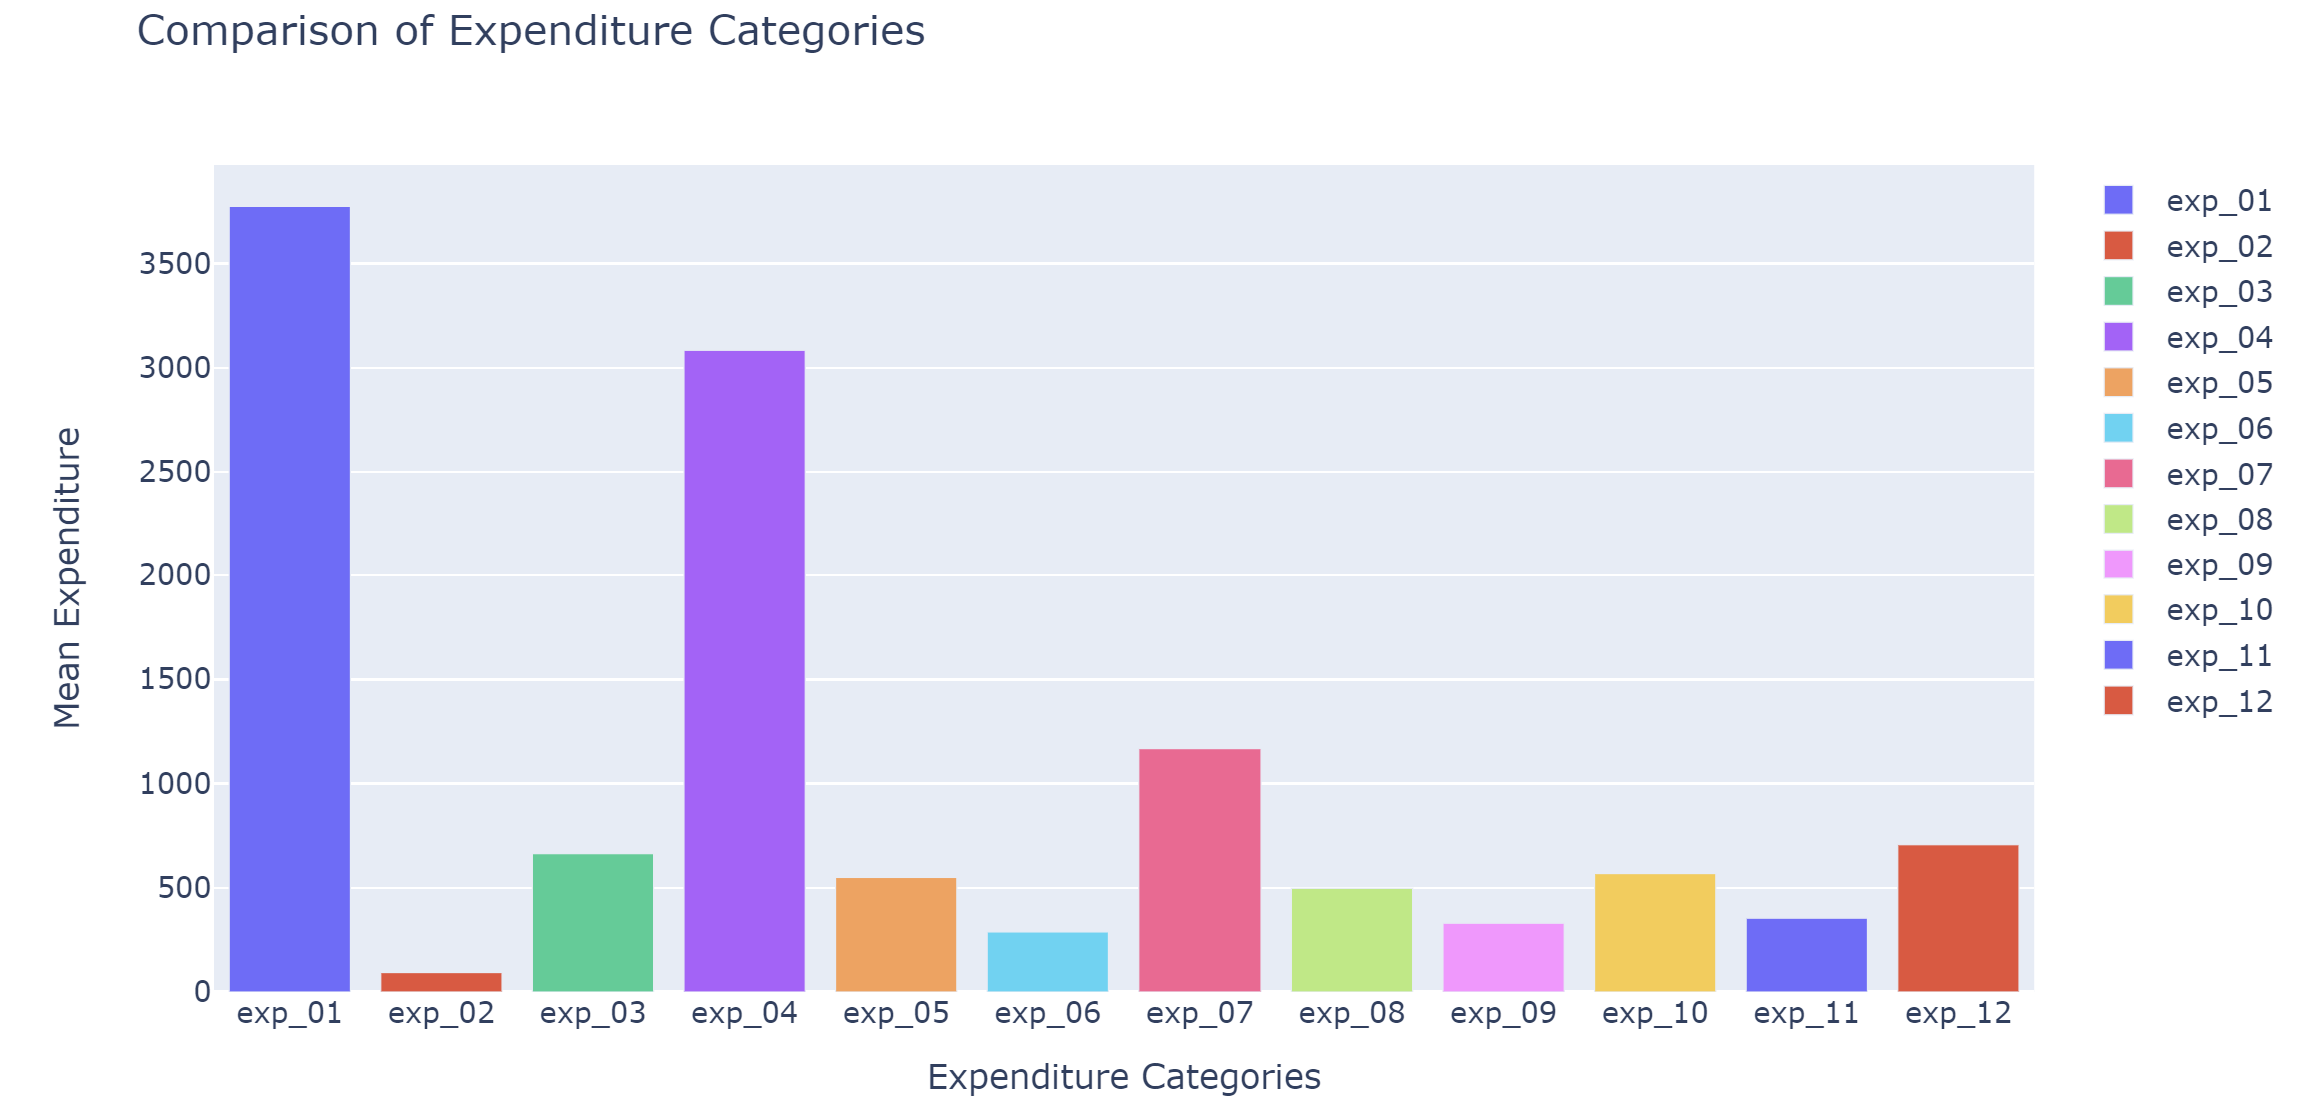 Comparison of Expenditure Categories
Mean Expenditure
3500
3000
2500
2000
1500
1000
500
0
exp_01 exp_02 exp_03 exp_04 exp_05 exp_06 exp_07 exp_08 exp_09 exp_10 exp_11 exp_12
Expenditure Categories
exp_01
exp_02
exp_03
exp_04
exp_05
exp_06
exp_07
exp_08
exp_09
exp_10
exp_11
exp_12